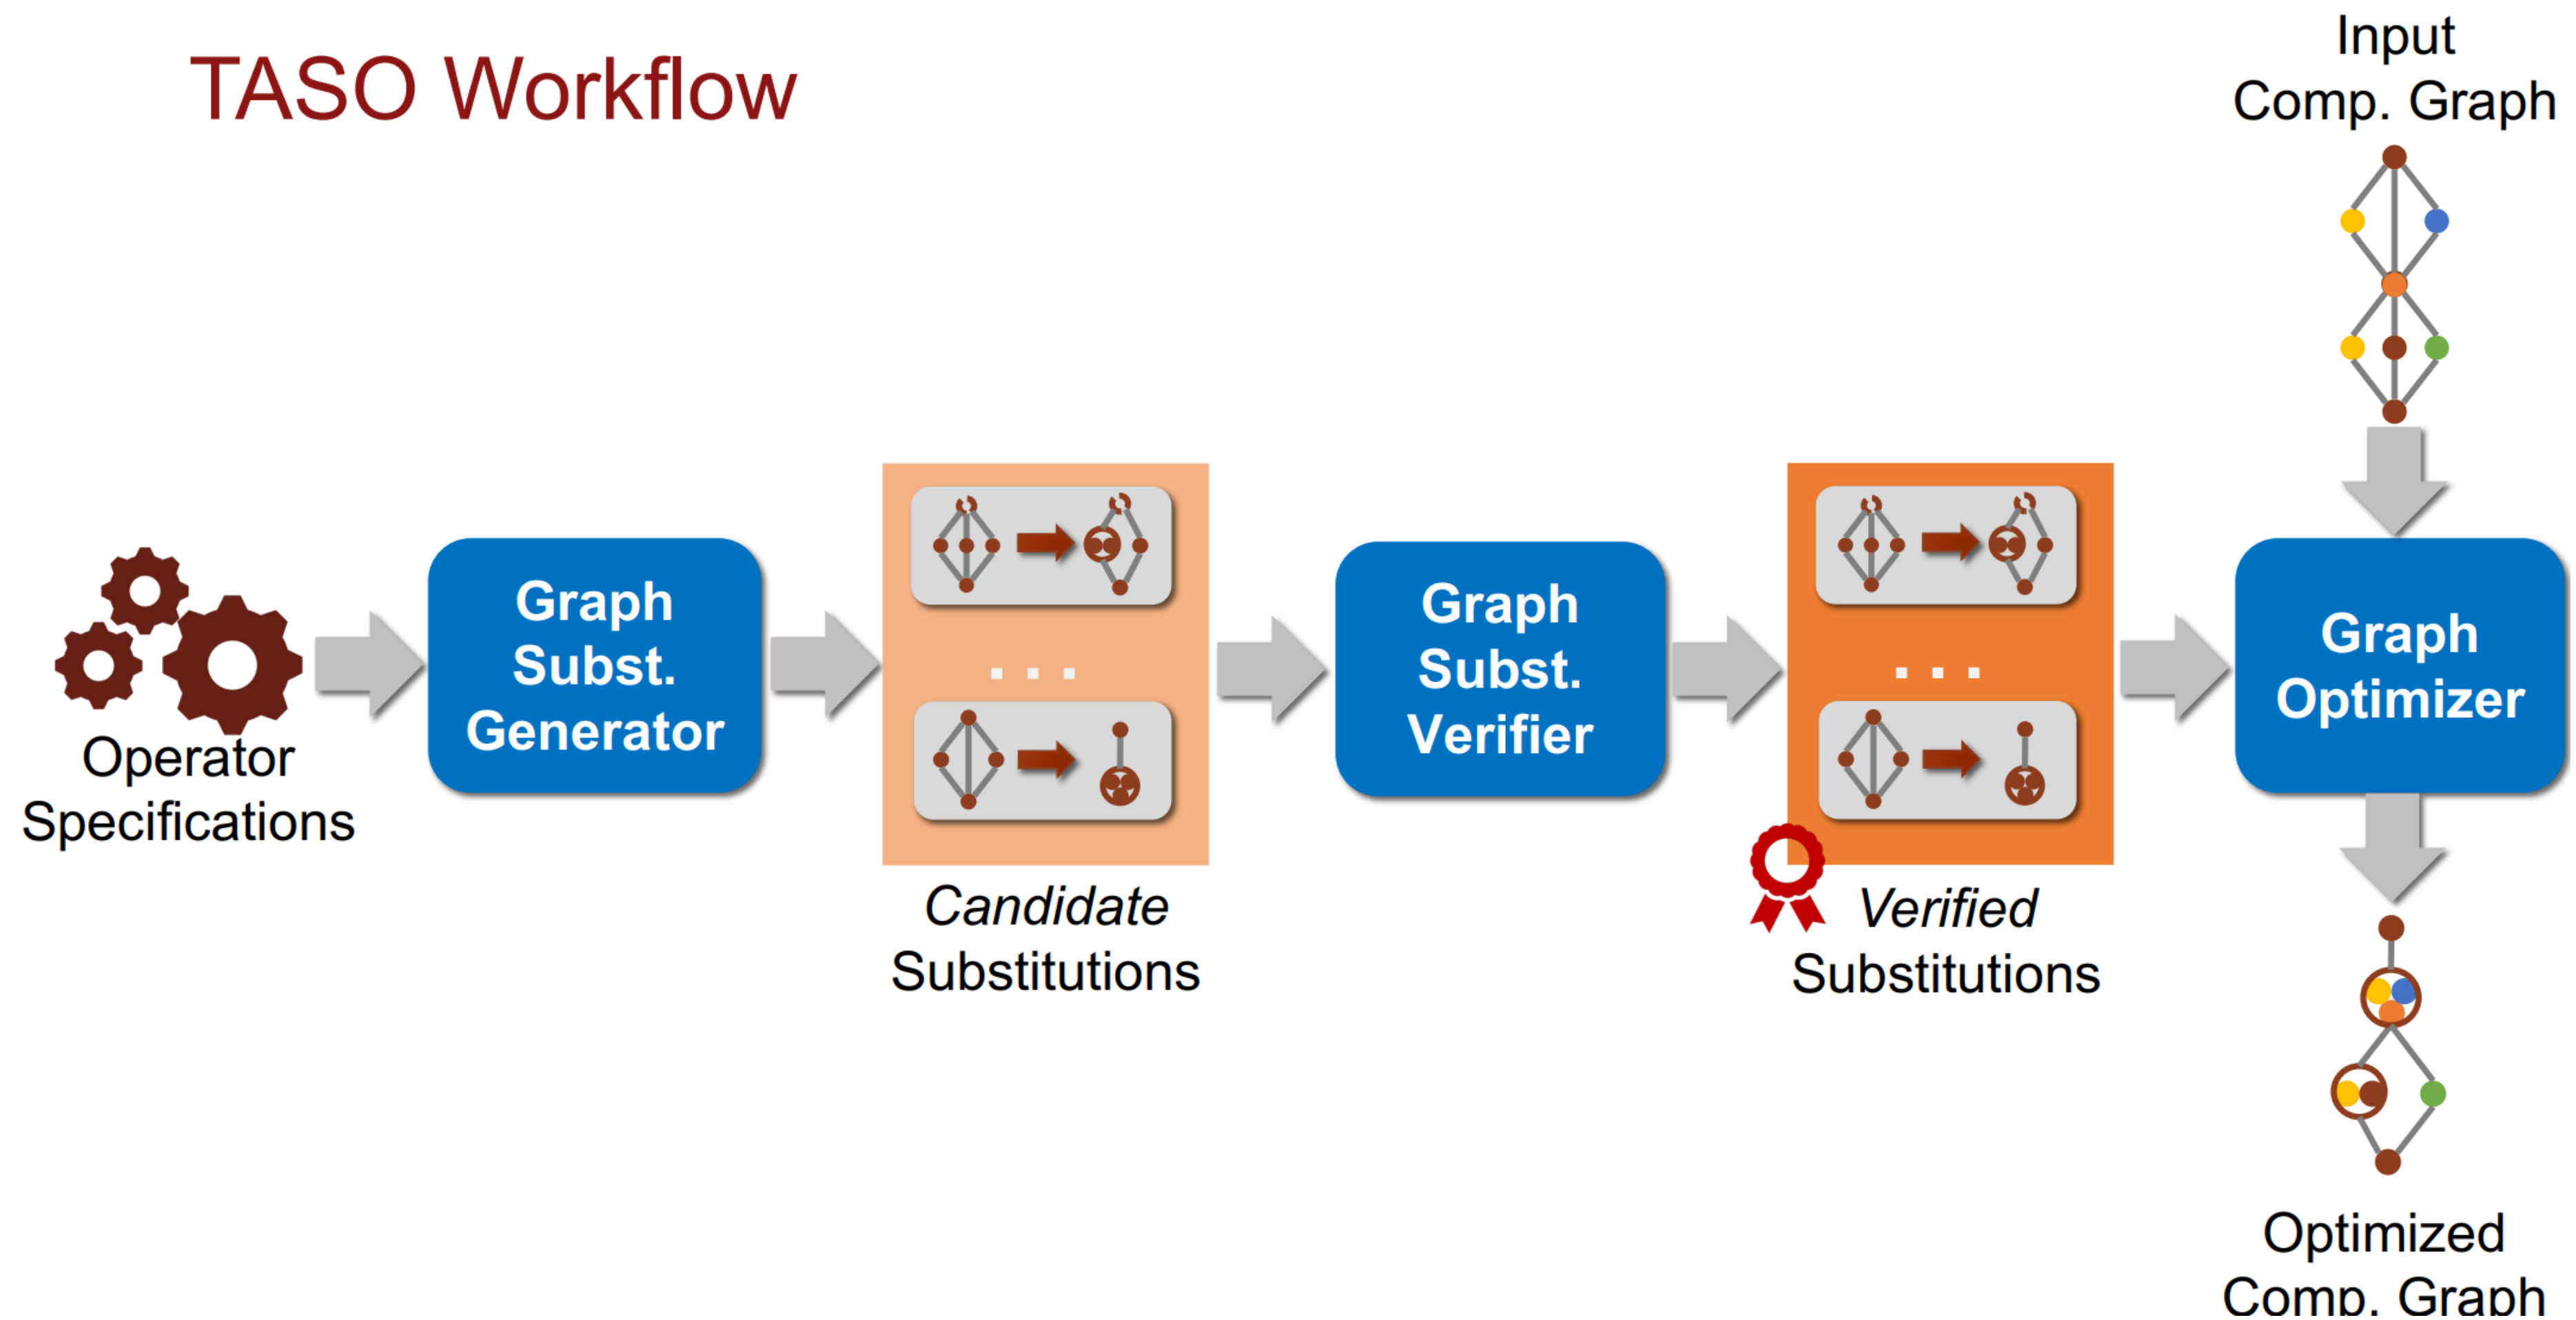 TASO Workflow
Input
Comp. Graph
Operator
Specifications
Graph
Subst.
Generator
. . .
Candidate
Substitutions
Graph
Subst.
Verifier
. . .
Verified
Substitutions
Graph
Optimizer
Optimized
Comp. Graph